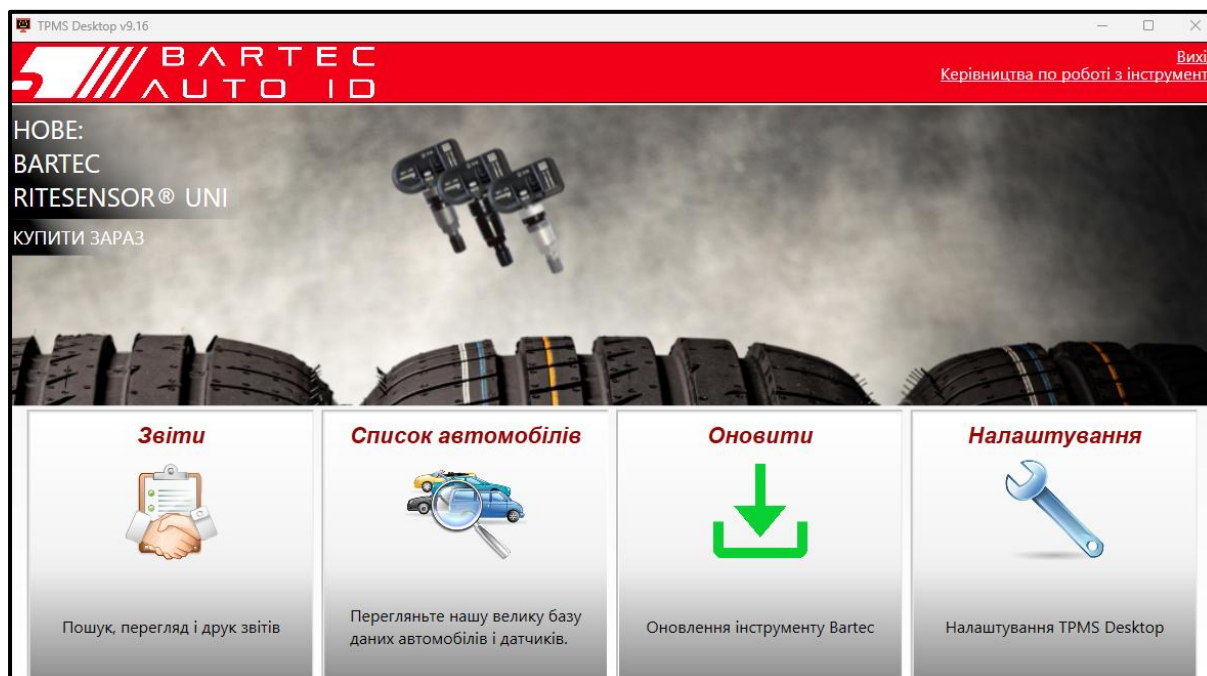 TPMS Desktop v9.16
BARTEC
AUTO ID
Вихі
Керівництва по роботі з інструмент
НОВЕ:
BARTEC
RITESENSOR® UNI
КУПИТИ ЗАРАЗ
Звіти
Пошук, перегляд і друк звітів
Список автомобілів
Перегляньте нашу велику базу
даних автомобілів і датчиків.
Оновити
Оновлення інструменту Bartec
Налаштування
Налаштування TPMS Desktop